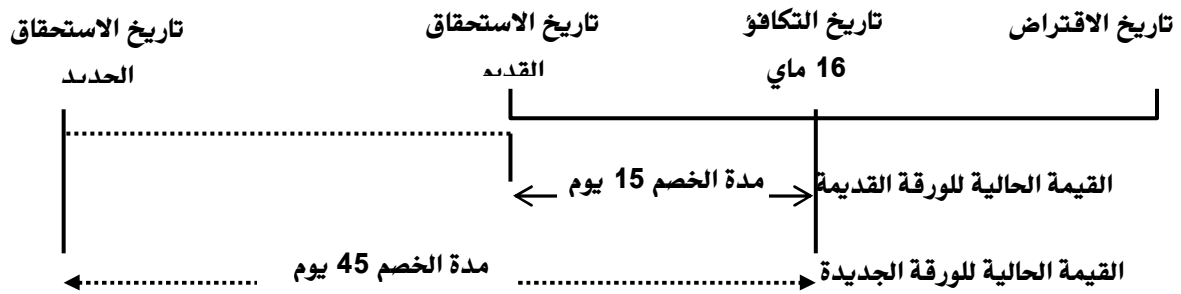 تاريخ الاقتراض
تاريخ التكافؤ
16 ماي
تاريخ الاستحقاق
القديم
تاريخ الاستحقاق
الجديد
القيمة الحالية للورقة القديمة
مدة الخصم 15 يوم
القيمة الحالية للورقة الجديدة
مدة الخصم 45 يوم